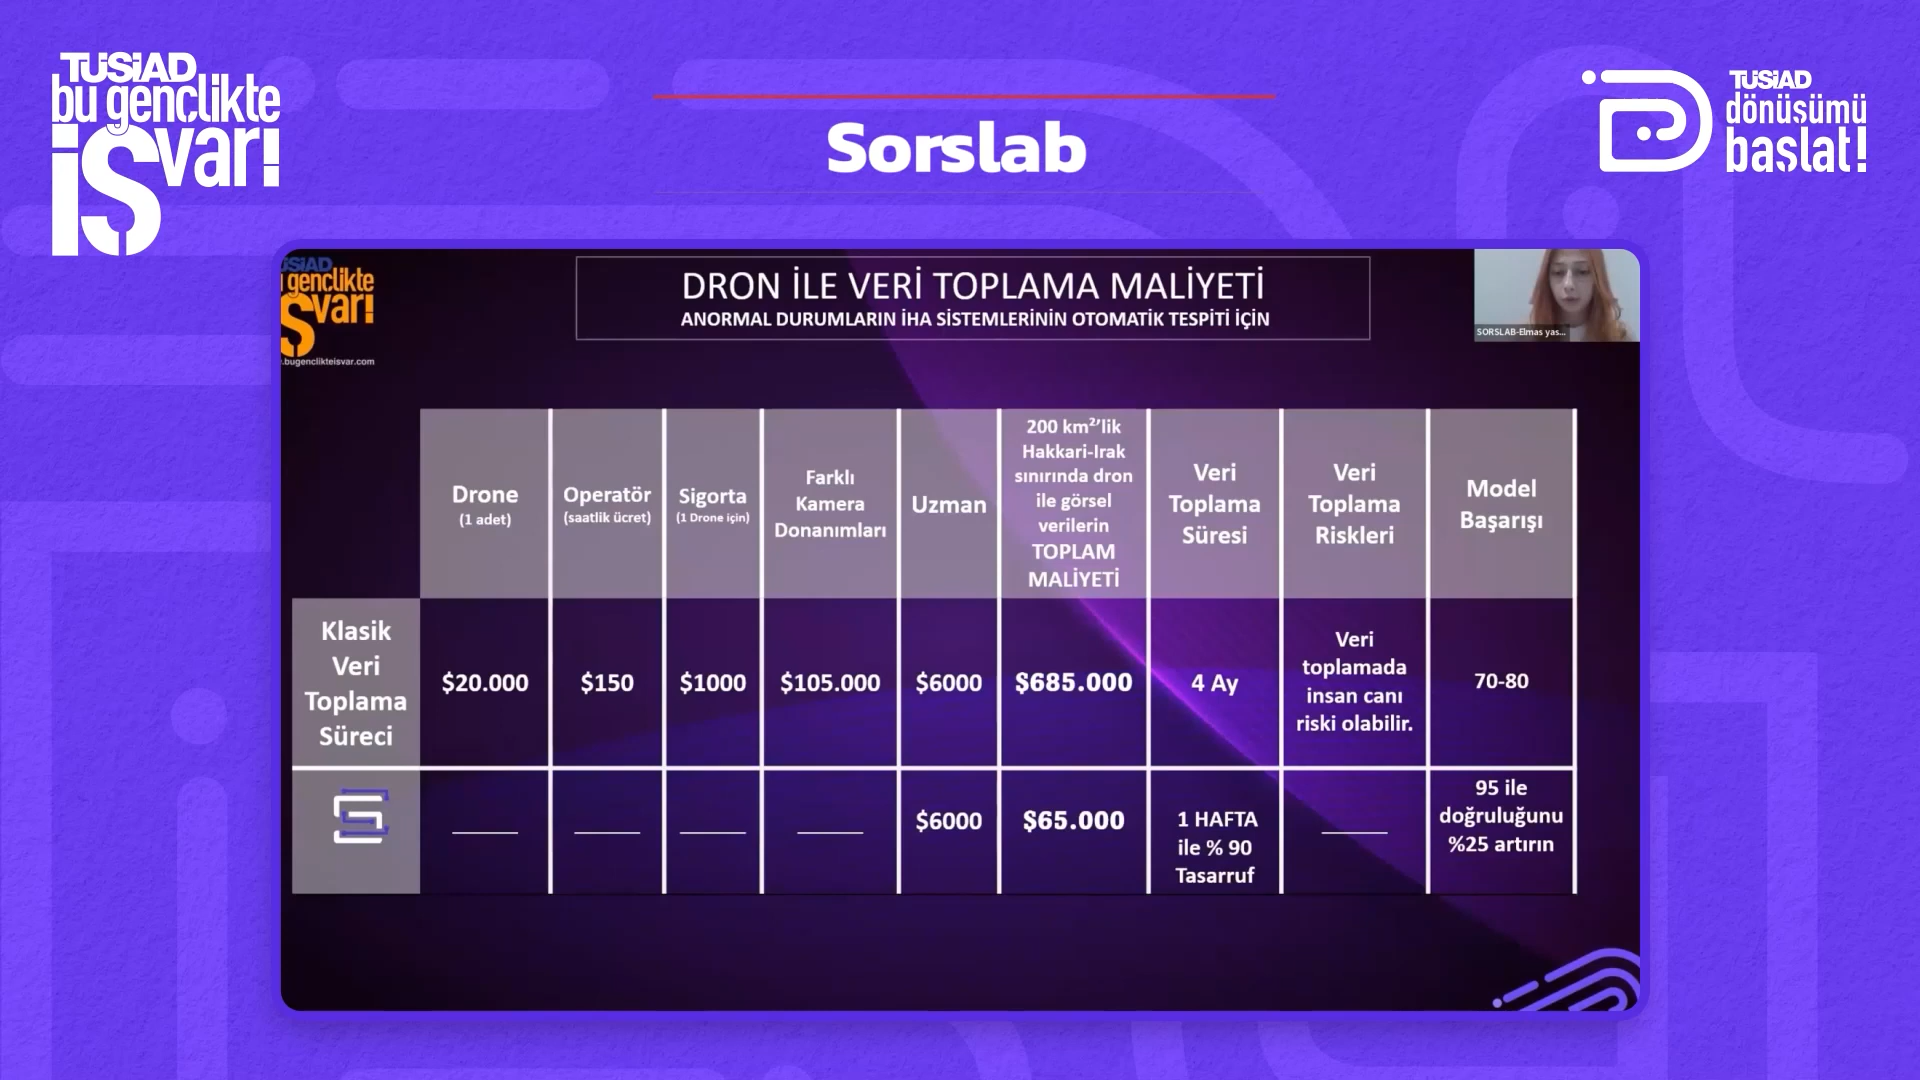 TÜSİAD
bu gençlikte
iş var!
Sorslab
TÜSİAD
dönüşümü
başlat!
gençlikte
var!
.bugenclikteisvar.com
DRON İLE VERİ TOPLAMA MALİYETİ
ANORMAL DURUMLARIN İHA SİSTEMLERİNİN OTOMATİK TESPİTİ İÇİN
SORSLAB-Elmas yas...
Drone
(1 adet)
Operatör
(saatlik ücret)
Sigorta
(1 Drone için)
Farklı
Kamera
Donanımları
Uzman
200 km²'lik
Hakkari-Irak
sınırında dron
ile görsel
verilerin
TOPLAM
MALİYETİ
Veri
Toplama
Süresi
Veri
Toplama
Riskleri
Model
Başarışı
Klasik
Veri
Toplama
Süreci
$20.000
$150
$1000
$105.000
$6000
$685.000
4 Ay
Veri
toplamada
insan canı
riski olabilir.
70-80
$6000
$65.000
1 HAFTA
ile % 90
Tasarruf
95 ile
doğruluğunu
%25 artırın